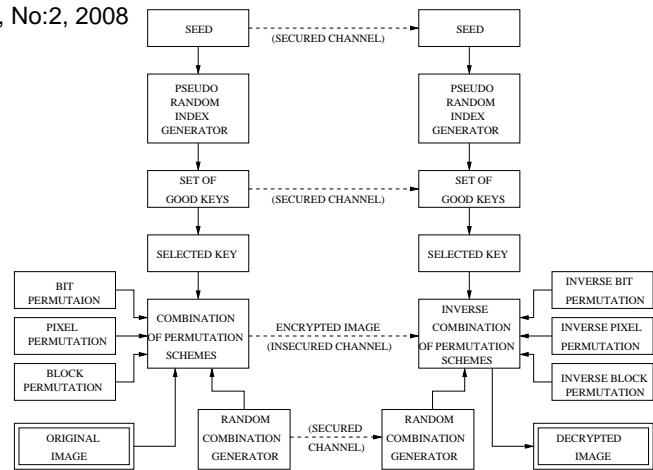 , No:2, 2008
SEED
(SECURED CHANNEL)
SEED
PSEUDO
RANDOM
INDEX
GENERATOR
PSEUDO
RANDOM
INDEX
GENERATOR
SET OF
GOOD KEYS
(SECURED CHANNEL)
SET OF
GOOD KEYS
SELECTED KEY
SELECTED KEY
BIT
PERMUTAION
PIXEL
PERMUTATION
BLOCK
PERMUTATION
COMBINATION
OF PERMUTATION
SCHEMES
ENCRYPTED IMAGE
(INSECURED CHANNEL)
INVERSE
COMBINATION
OF PERMUTATION
SCHEMES
INVERSE BIT
PERMUTATION
INVERSE PIXEL
PERMUTATION
INVERSE BLOCK
PERMUTATION
ORIGINAL
IMAGE
RANDOM
COMBINATION
GENERATOR
(SECURED
CHANNEL)
RANDOM
COMBINATION
GENERATOR
DECRYPTED
IMAGE